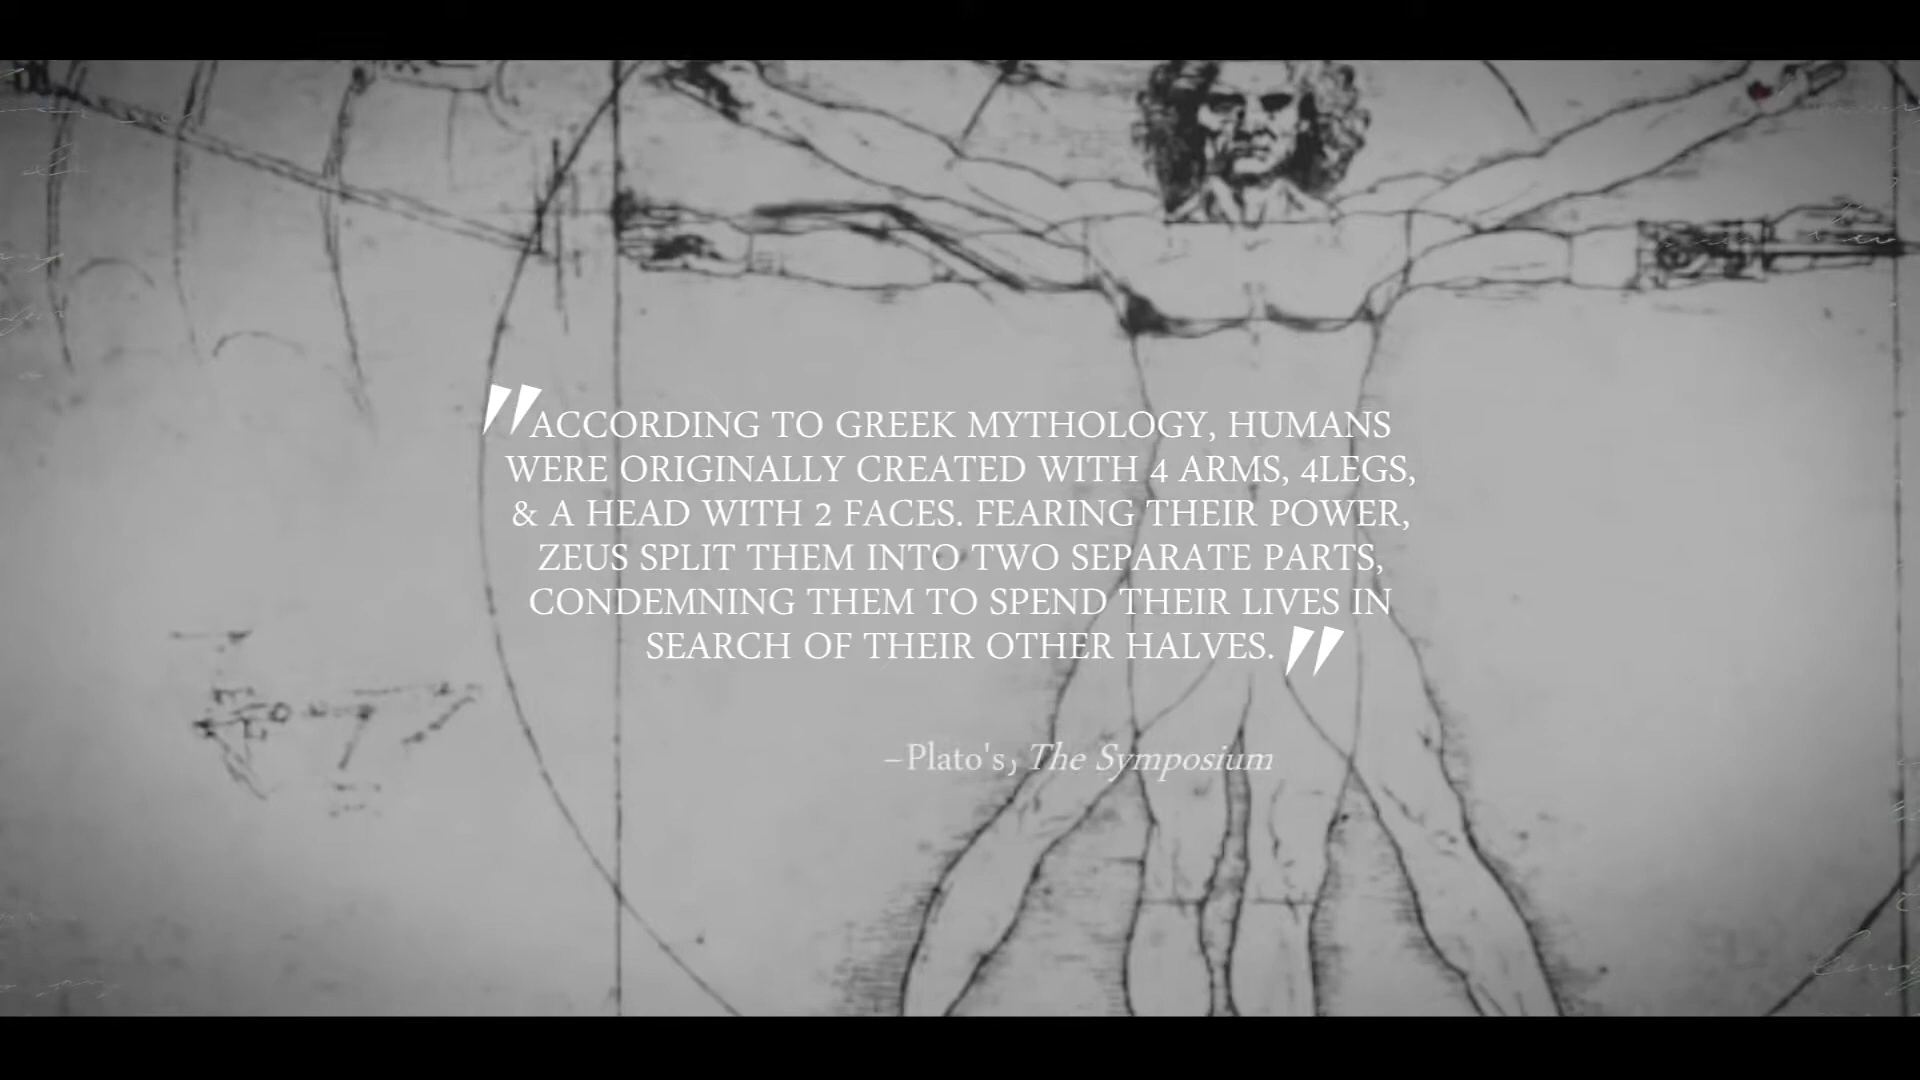 "ACCORDING TO GREEK MYTHOLOGY, HUMANS
WERE ORIGINALLY CREATED WITH 4 ARMS, 4LEGS,
& A HEAD WITH 2 FACES. FEARING THEIR POWER,
ZEUS SPLIT THEM INTO TWO SEPARATE PARTS,
CONDEMNING THEM TO SPEND THEIR LIVES IN
SEARCH OF THEIR OTHER HALVES."
–Plato's, The Symposium